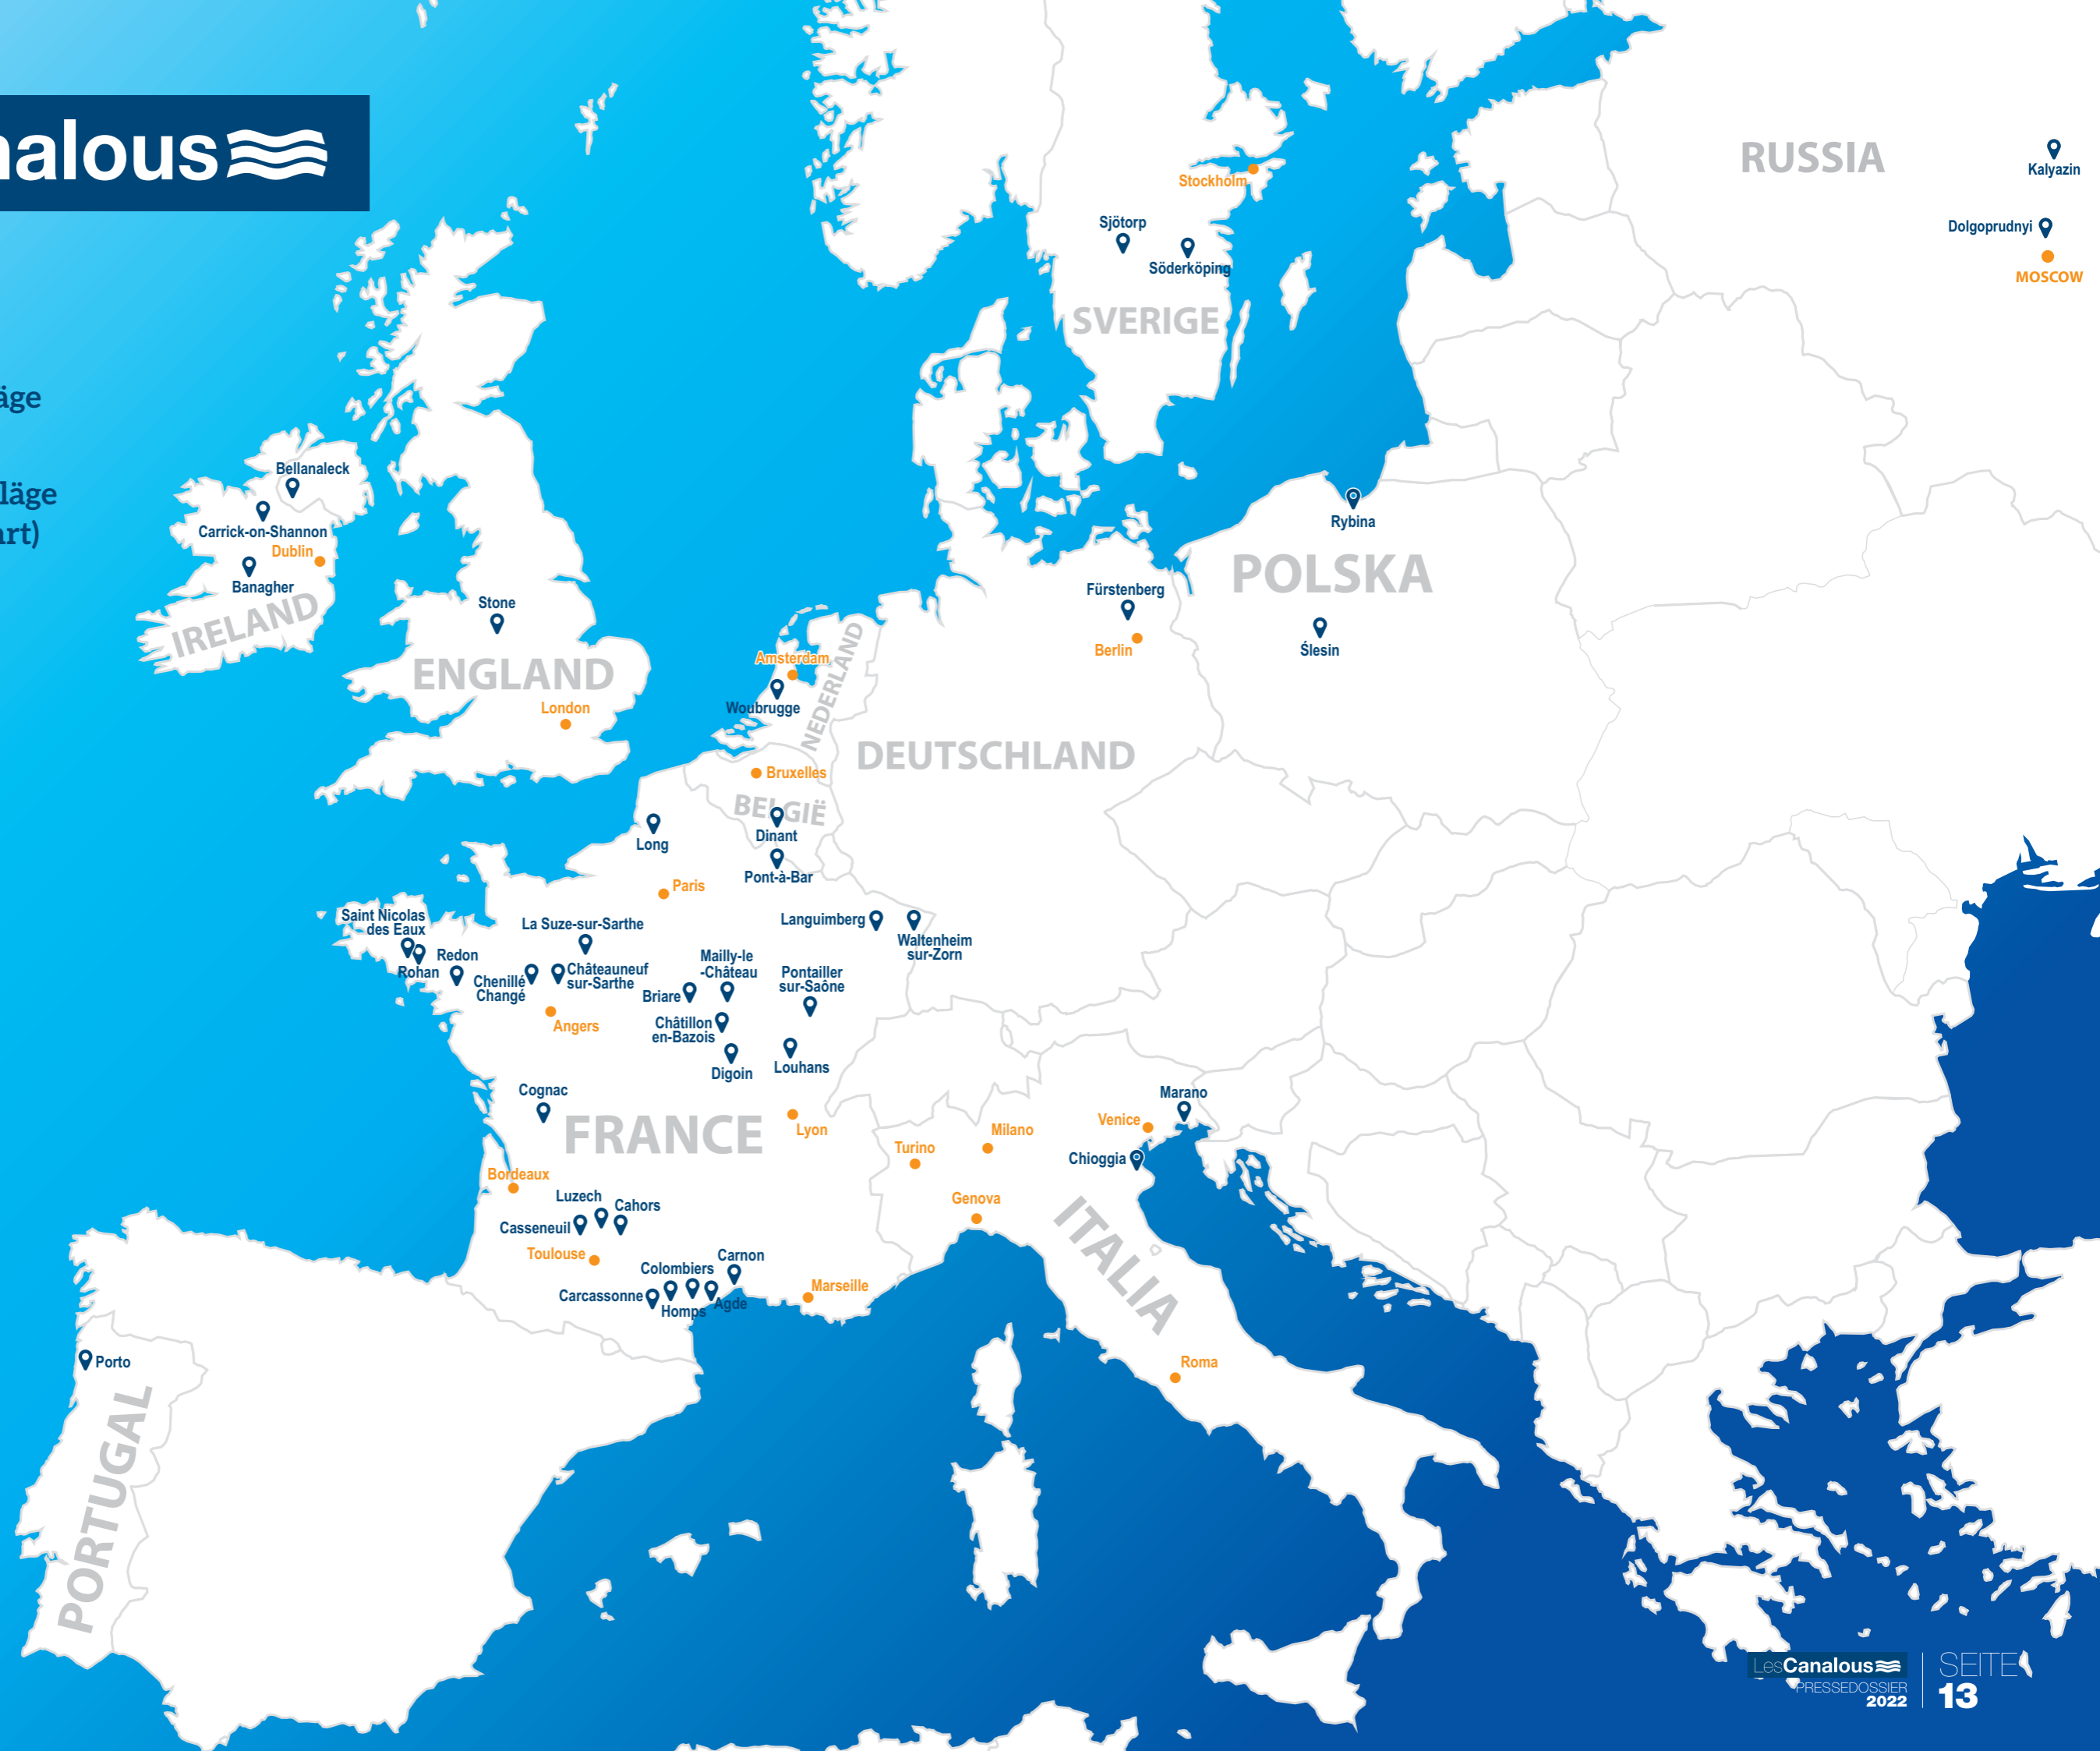 nalous
äge
läge
art)
RUSSIA
Kalyazin
Dolgoprudnyi
MOSCOW
Stockholm
Sjötorp
Söderköping
SVERIGE
Bellanaleck
Carrick-on-Shannon
Dublin
Banagher
IRELAND
Stone
ENGLAND
London
Rybina
POLSKA
Ślesin
Fürstenberg
Berlin
Amsterdam
Woubrugge
NEDERLAND
DEUTSCHLAND
Bruxelles
BELGIË
Dinant
Pont-à-Bar
Long
Paris
Languimberg
Waltenheim
sur-Zorn
Saint Nicolas
des Eaux
Rohan
Redon
La Suze-sur-Sarthe
Chenillé
Changé
Châteauneuf
sur-Sarthe
Angers
Mailly-le
-Château
Briare
Pontailler
sur-Saône
Châtillon
en-Bazois
Digoin
Louhans
Cognac
FRANCE
Lyon
Bordeaux
Luzech
Cahors
Casseneuil
Toulouse
Colombiers
Carnon
Carcassonne
Homps
Agde
Marseille
Turino
Milano
Genova
Venice
Marano
Chioggia
ITALIA
Roma
Porto
PORTUGAL
LesCanalous
PRESSEDOSSIER
2022
SEITE
13